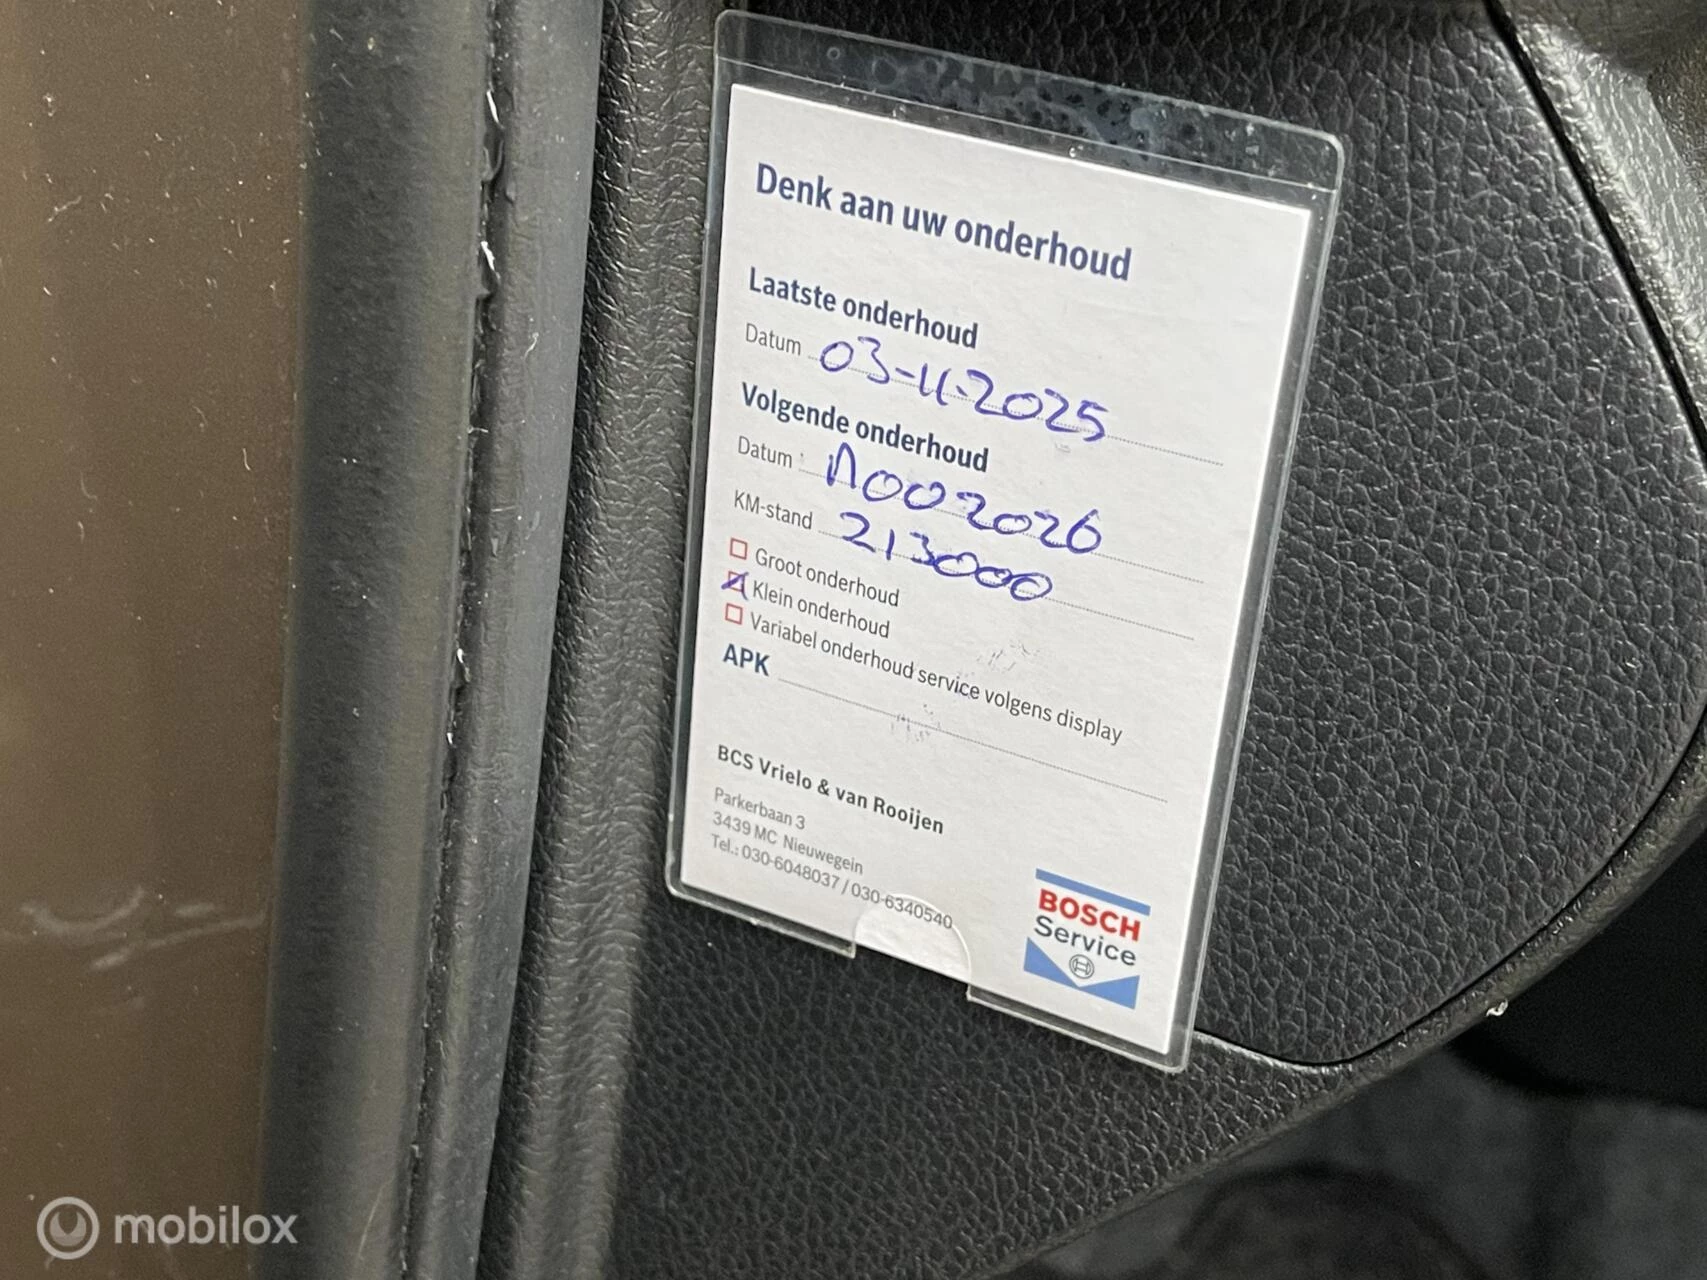 Denk aan uw onderhoud
Laatste onderhoud
Datum 03-11-2025
Volgende onderhoud
Datum nov 2026
KM-stand 213000
Groot onderhoud
Klein onderhoud
Variabel onderhoud service volgens display
APK
BCS Vrielo & van Rooijen
Parkerbaan 3
3439 MC Nieuwegein
Tel.: 030-6048037 / 030-6340540
BOSCH
Service
mobilox